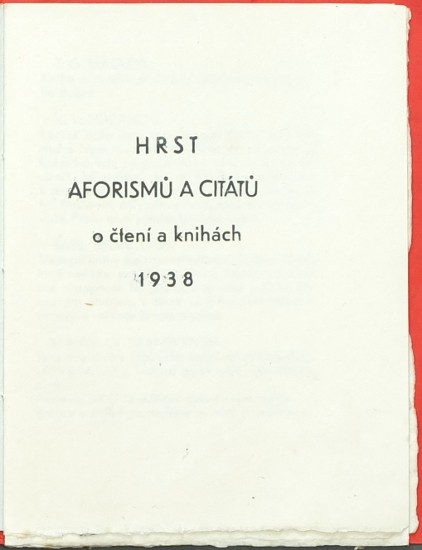 HRST
AFORISMŮ A CITÁTŮ
o čtení a knihách
1938